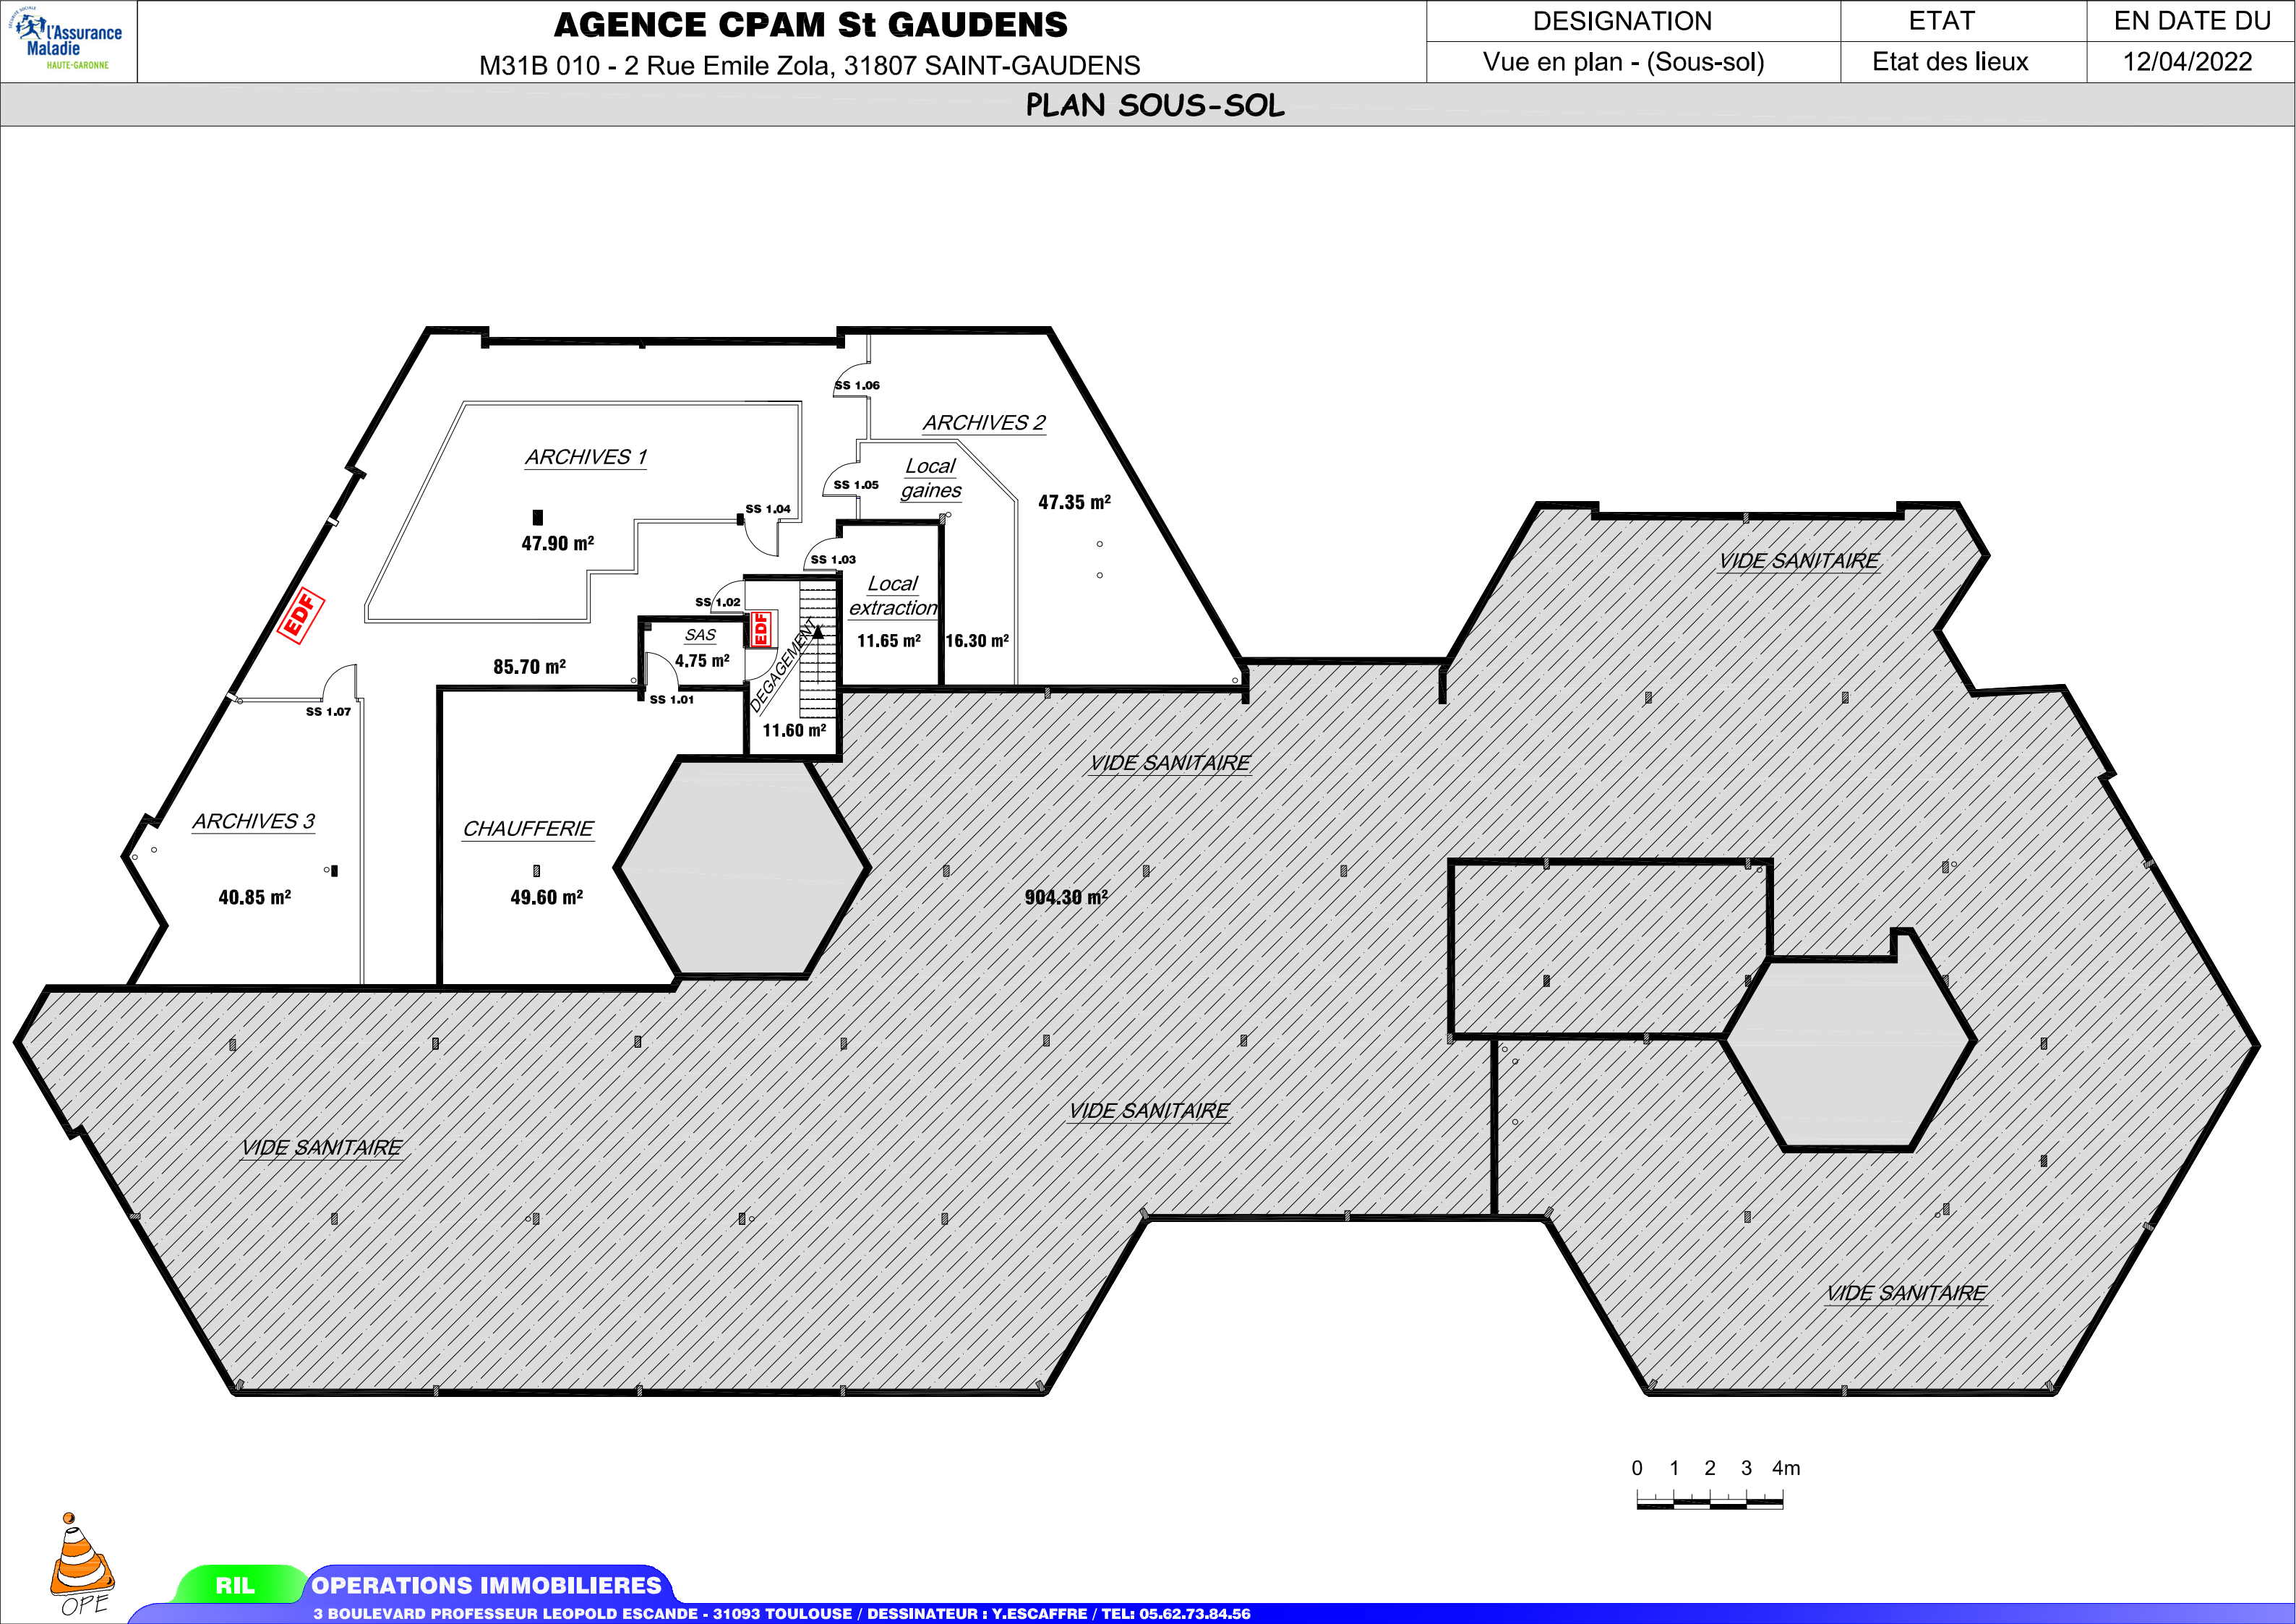 SÉCURITÉ SOCIALE
l'Assurance
Maladie
HAUTE-GARONNE
AGENCE CPAM St GAUDENS
M31B 010 - 2 Rue Emile Zola, 31807 SAINT-GAUDENS
DESIGNATION
ETAT
EN DATE DU
Vue en plan - (Sous-sol)
Etat des lieux
12/04/2022
PLAN SOUS-SOL
SS 1.06
ARCHIVES 2
ARCHIVES 1
Local
gaines
SS 1.05
47.35 m²
SS 1.04
47.90 m²
SS 1.03
VIDE SANITAIRE
Local
extraction
SS 1.02
EDF
EDF
SAS
4.75 m²
DEGAGEMENT
11.65 m²
16.30 m²
85.70 m²
SS 1.01
SS 1.07
11.60 m²
VIDE SANITAIRE
ARCHIVES 3
CHAUFFERIE
40.85 m²
49.60 m²
904.30 m²
VIDE SANITAIRE
VIDE SANITAIRE
VIDE SANITAIRE
0 1 2 3 4m
OPE
RIL
OPERATIONS IMMOBILIERES
3 BOULEVARD PROFESSEUR LEOPOLD ESCANDE - 31093 TOULOUSE / DESSINATEUR : Y.ESCAFFRE / TEL: 05.62.73.84.56